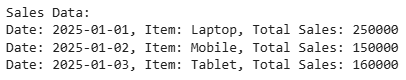 Sales Data:
Date: 2025-01-01, Item: Laptop, Total Sales: 250000
Date: 2025-01-02, Item: Mobile, Total Sales: 150000
Date: 2025-01-03, Item: Tablet, Total Sales: 160000